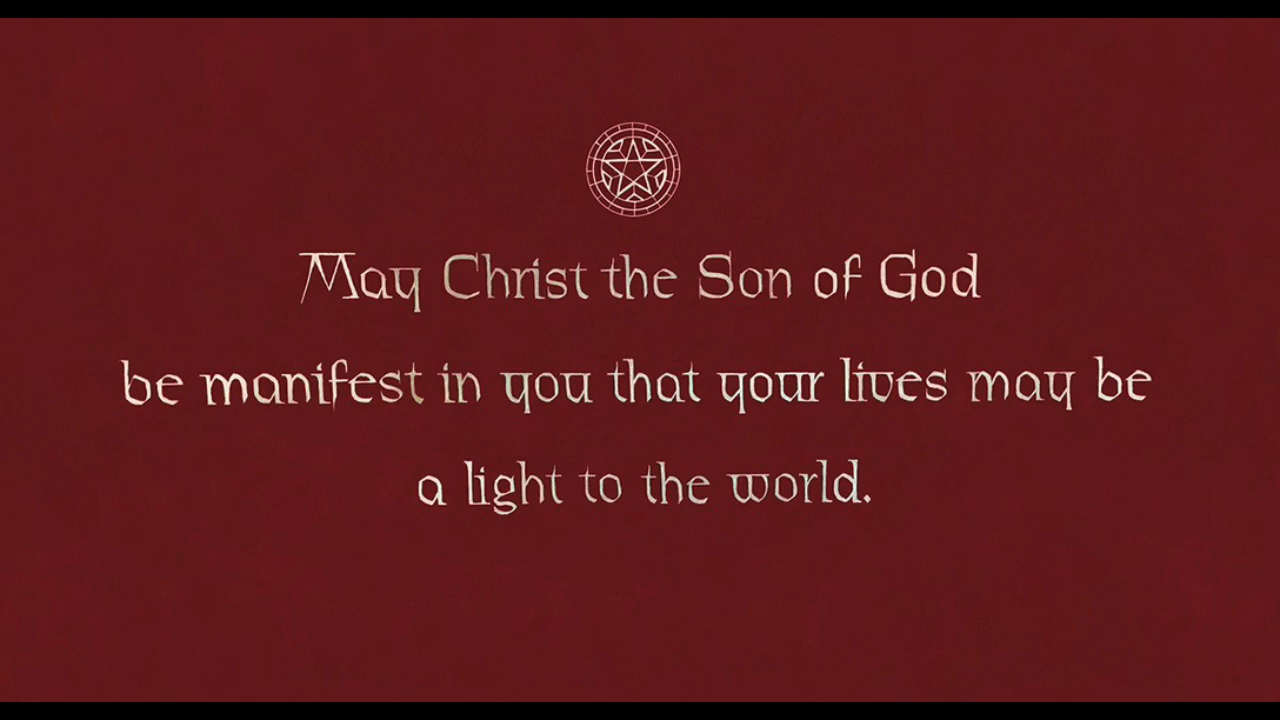 May Christ the Son of God
be manifest in you that your lives may be
a light to the world.